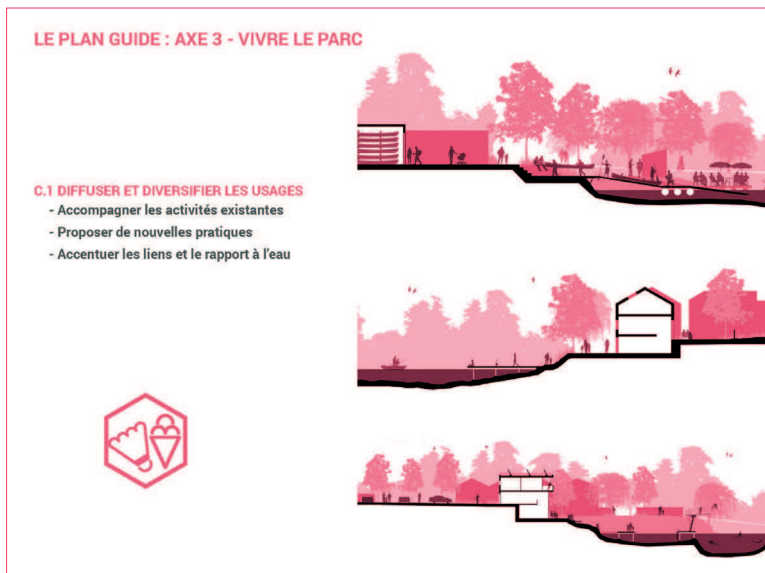 LE PLAN GUIDE : AXE 3 - VIVRE LE PARC
C.1 DIFFUSER ET DIVERSIFIER LES USAGES
- Accompagner les activités existantes
- Proposer de nouvelles pratiques
- Accentuer les liens et le rapport à l'eau